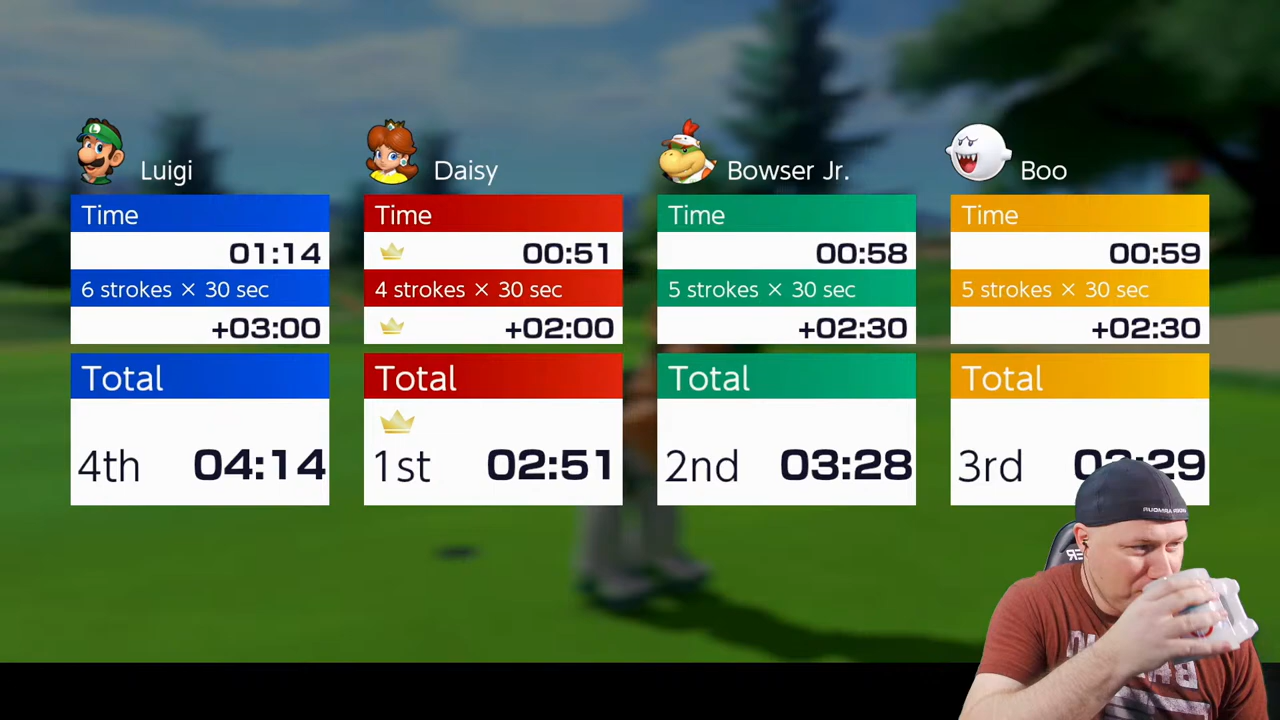 Luigi
Time
01:14
6 strokes × 30 sec
+03:00
Total
4th 04:14
Daisy
Time
00:51
4 strokes × 30 sec
+02:00
Total
1st 02:51
Bowser Jr.
Time
00:58
5 strokes × 30 sec
+02:30
Total
2nd 03:28
Boo
Time
00:59
5 strokes × 30 sec
+02:30
Total
3rd 03:29